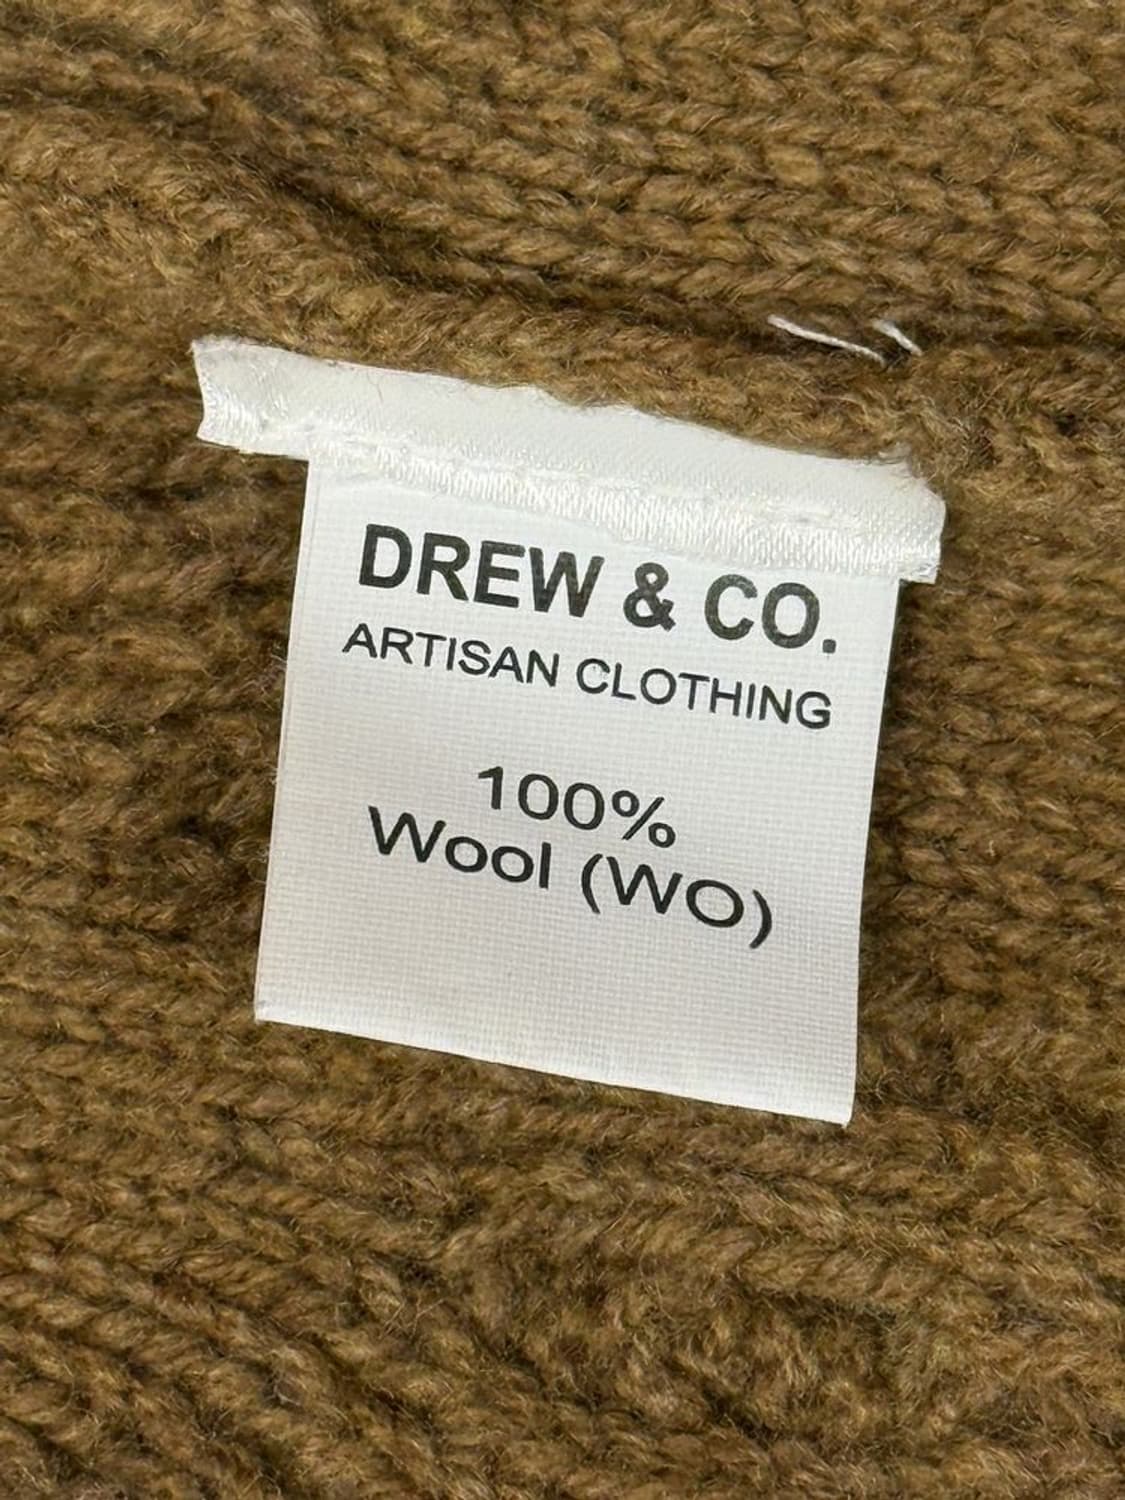 DREW & CO.
ARTISAN CLOTHING
100%
Wool (WO)